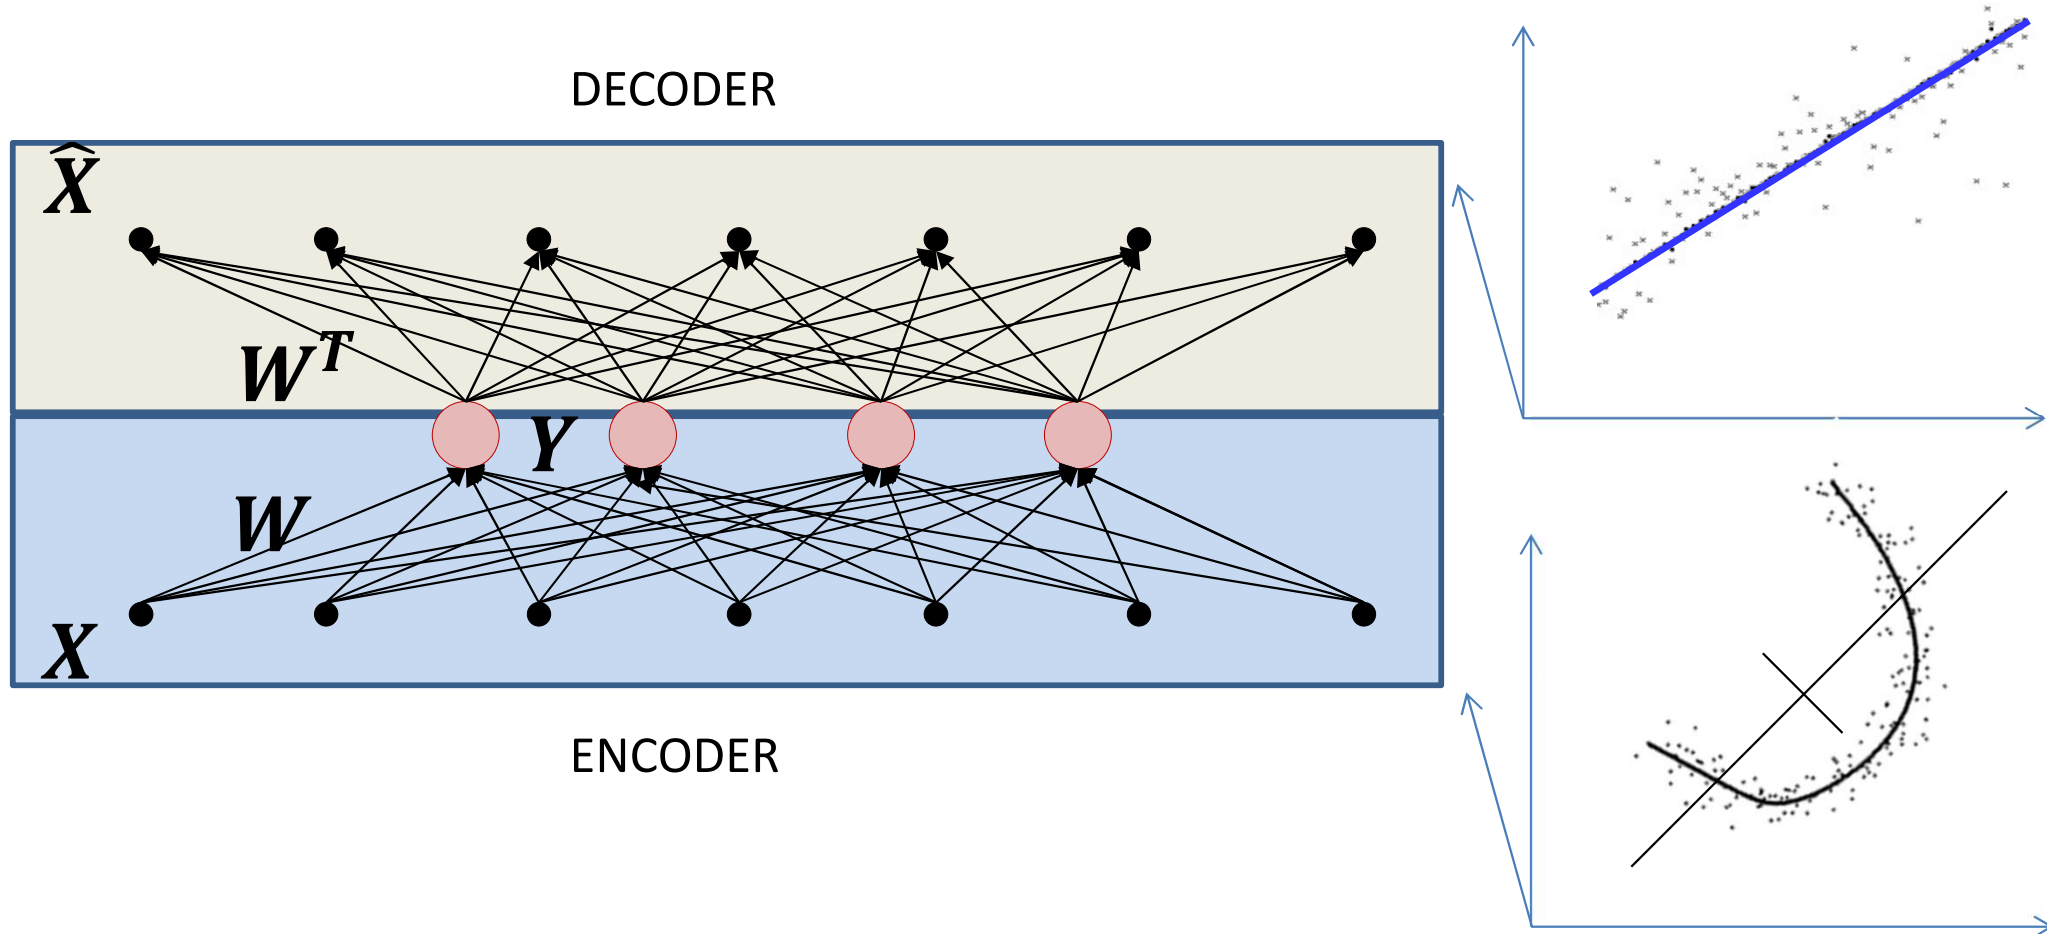 DECODER
X̂
W^T
Y
W
X
ENCODER